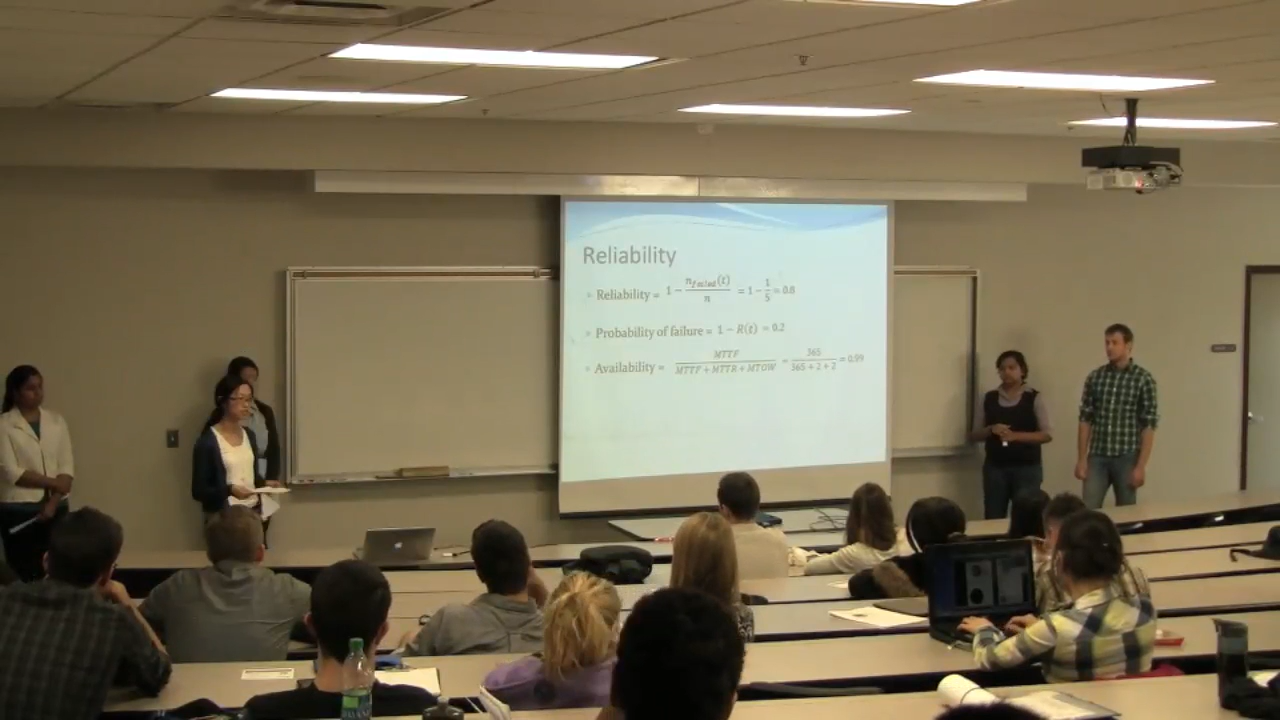 Reliability
Reliability = 1 - n_failed(t) / n = 1 - 1/5 = 0.8
Probability of failure = 1 - R(t) = 0.2
Availability = MTTF / MTTF + MTTR + MTOW = 365 / 365 + 2 + 2 = 0.99